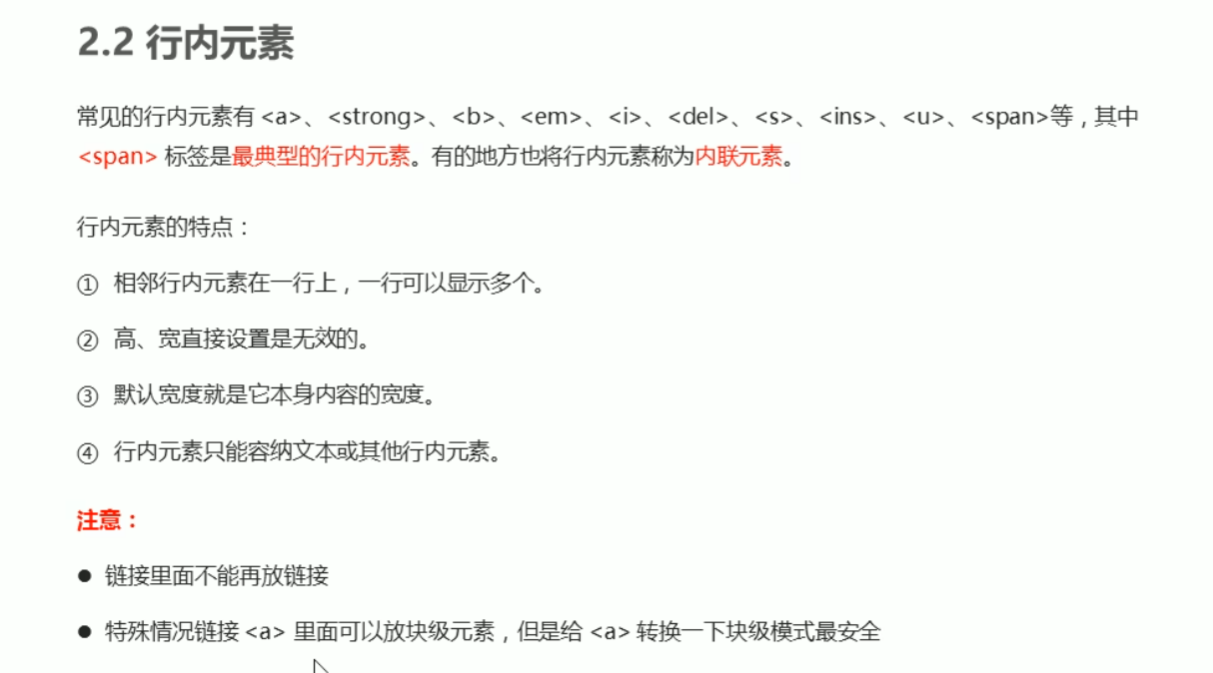 2.2 行内元素
常见的行内元素有 <a>、<strong>、<b>、<em>、<i>、<del>、<s>、<ins>、<u>、<span>等，其中
<span> 标签是最典型的行内元素。有的地方也将行内元素称为内联元素。
行内元素的特点：
① 相邻行内元素在一行上，一行可以显示多个。
② 高、宽直接设置是无效的。
③ 默认宽度就是它本身内容的宽度。
④ 行内元素只能容纳文本或其他行内元素。
注意：
● 链接里面不能再放链接
● 特殊情况链接 <a> 里面可以放块级元素，但是给 <a> 转换一下块级模式最安全